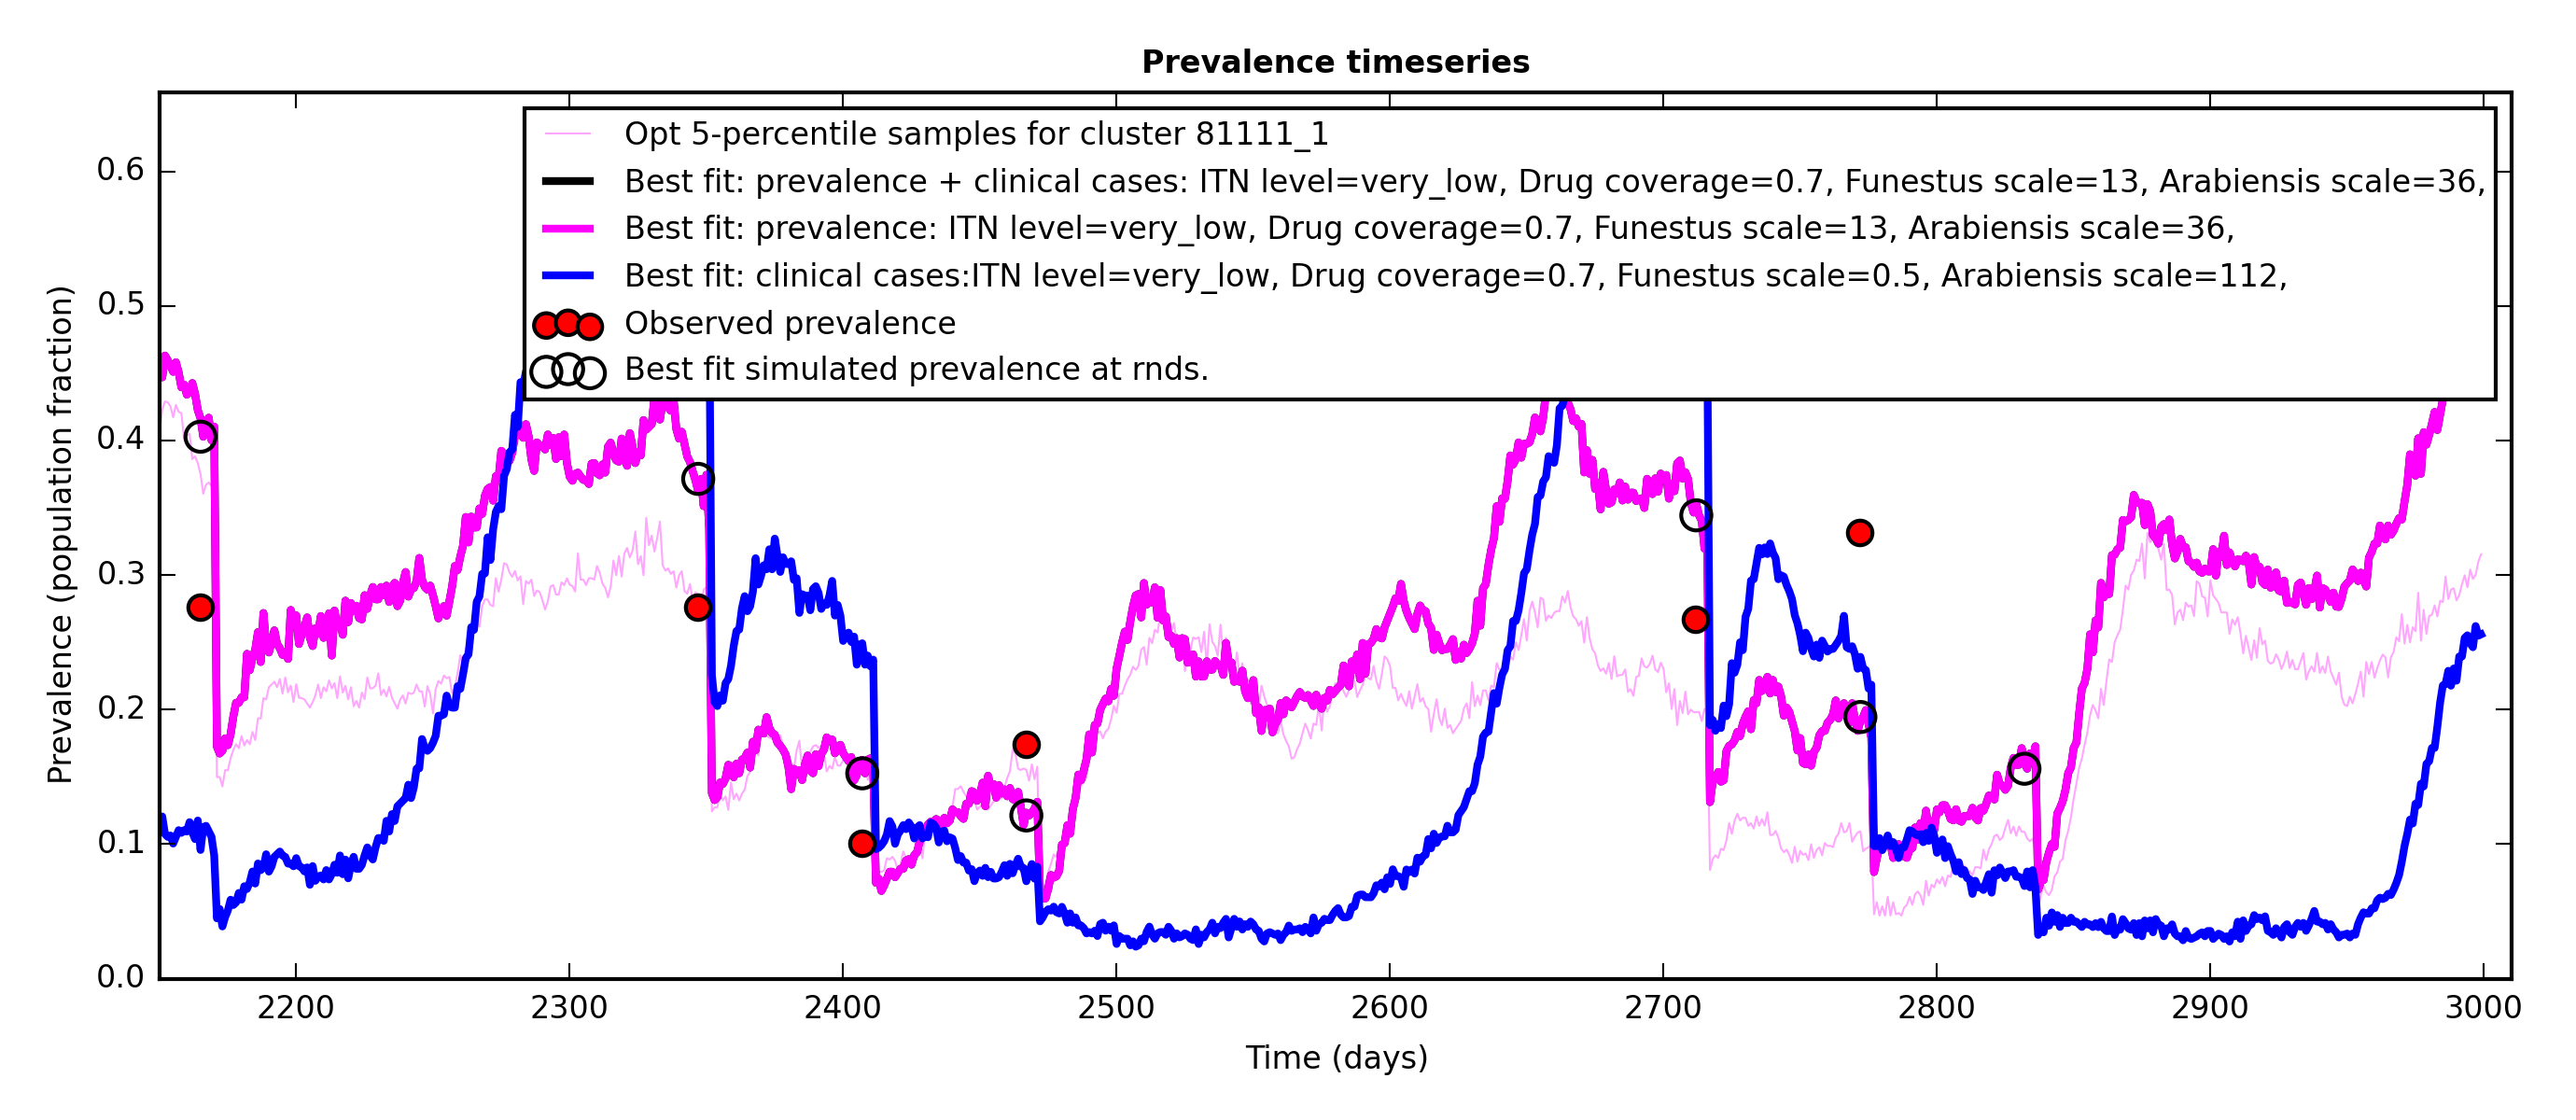 Prevalence timeseries
Opt 5-percentile samples for cluster 81111_1
Best fit: prevalence + clinical cases: ITN level=very_low, Drug coverage=0.7, Funestus scale=13, Arabiensis scale=36,
Best fit: prevalence: ITN level=very_low, Drug coverage=0.7, Funestus scale=13, Arabiensis scale=36,
Best fit: clinical cases:ITN level=very_low, Drug coverage=0.7, Funestus scale=0.5, Arabiensis scale=112,
Observed prevalence
Best fit simulated prevalence at rnds.
Prevalence (population fraction)
0.6
0.5
0.4
0.3
0.2
0.1
0.0
2200 2300 2400 2500 2600 2700 2800 2900 3000
Time (days)